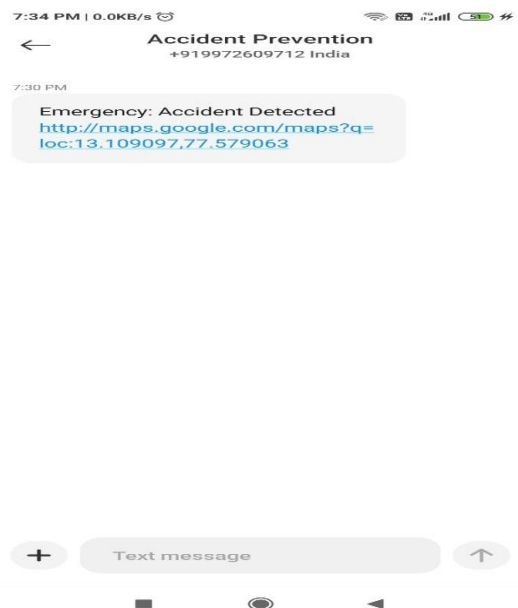 7:34 PM | 0.0KB/s
Accident Prevention
+919972609712 India
7:30 PM
Emergency: Accident Detected
http://maps.google.com/maps?q=
loc:13.109097,77.579063
Text message